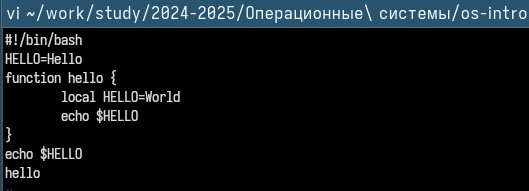 vi ~/work/study/2024-2025/Операционные\ системы/os-intro
#!/bin/bash
HELLO=Hello
function hello {
        local HELLO=World
        echo $HELLO
}
echo $HELLO
hello